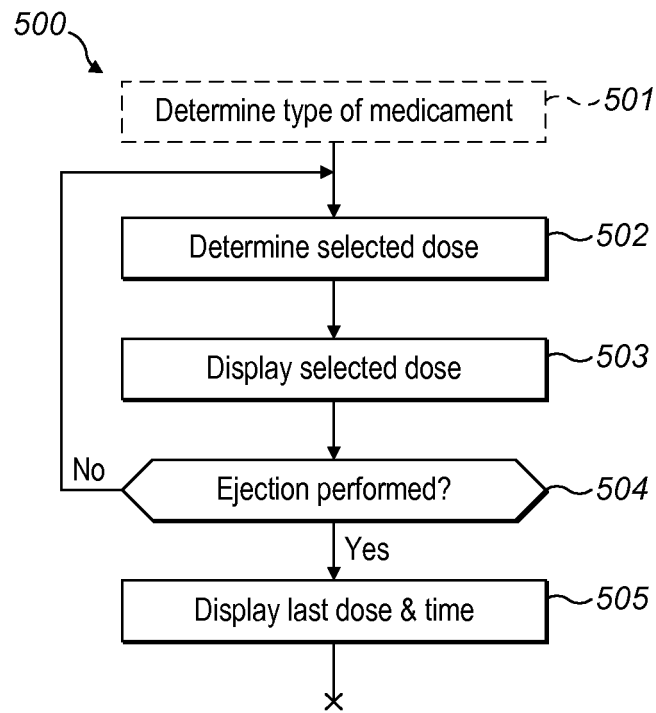 500
Determine type of medicament 501
Determine selected dose 502
Display selected dose 503
No
Ejection performed? 504
Yes
Display last dose & time 505